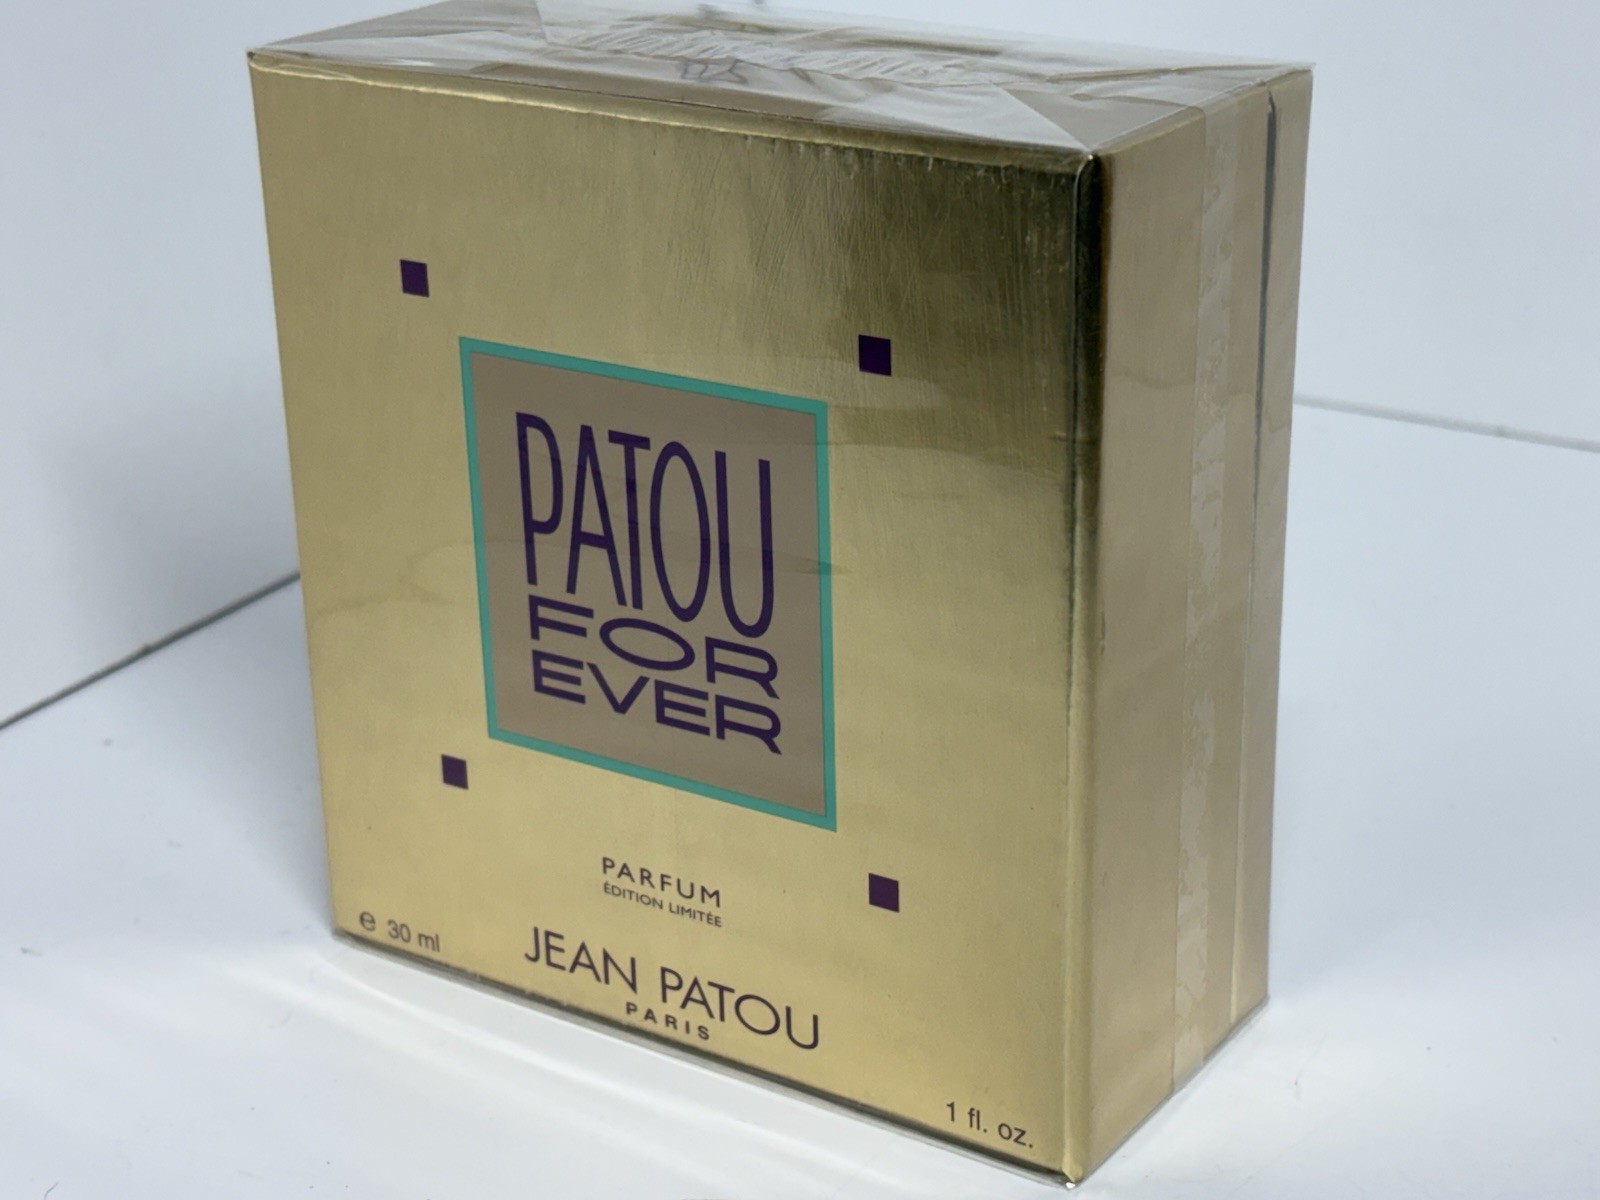 PATOU
FOR
EVER
PARFUM
ÉDITION LIMITÉE
℮ 30 ml
JEAN PATOU
PARIS
1 fl. oz.